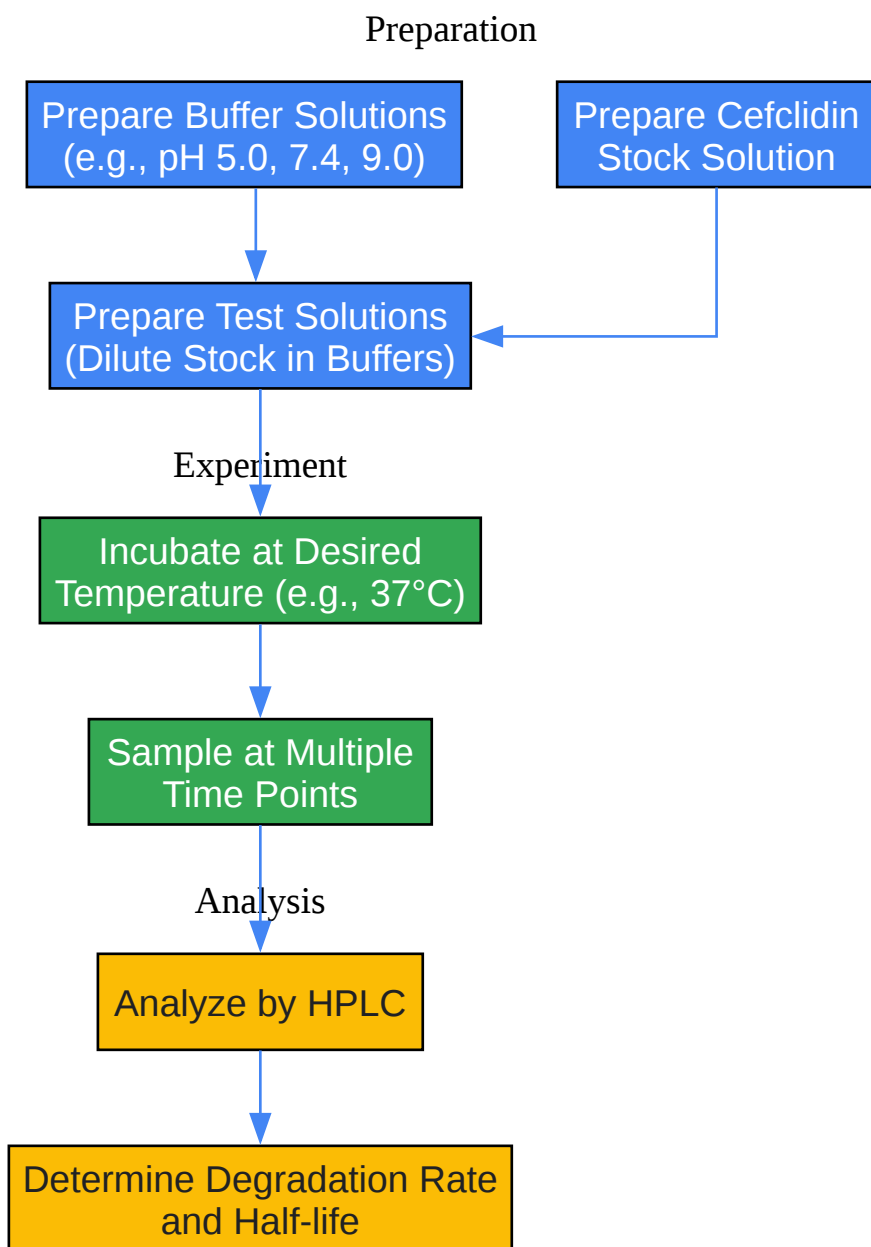 Preparation
Prepare Buffer Solutions
(e.g., pH 5.0, 7.4, 9.0)
Prepare Cefclidin
Stock Solution
Prepare Test Solutions
(Dilute Stock in Buffers)
Experiment
Incubate at Desired
Temperature (e.g., 37°C)
Sample at Multiple
Time Points
Analysis
Analyze by HPLC
Determine Degradation Rate
and Half-life